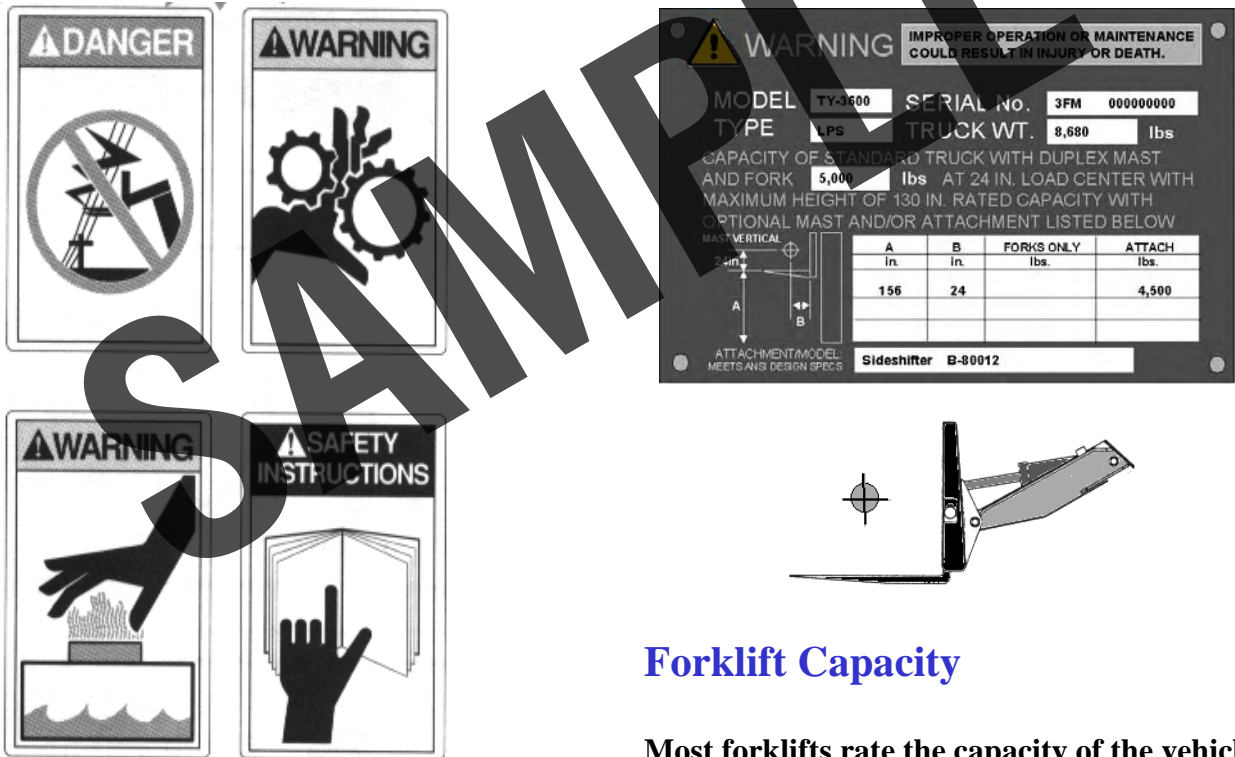 DANGER
WARNING
WARNING
SAFETY
INSTRUCTIONS
WARNING
IMPROPER OPERATION OR MAINTENANCE
COULD RESULT IN INJURY OR DEATH.
MODEL TY-3500 SERIAL No. 3FM 000000000
TYPE LPS TRUCK WT. 8,680 lbs
CAPACITY OF STANDARD TRUCK WITH DUPLEX MAST
AND FORK 5,000 lbs AT 24 IN. LOAD CENTER WITH
MAXIMUM HEIGHT OF 130 IN. RATED CAPACITY WITH
OPTIONAL MAST AND/OR ATTACHMENT LISTED BELOW
MAST VERTICAL
24in
A
B
A B FORKS ONLY ATTACH
in. in. lbs. lbs.
156 24 4,500
ATTACHMENT/MODEL:
MEETS ANSI DESIGN SPECS
Sideshifter B-80012
Forklift Capacity
Most forklifts rate the capacity of the vehicl
SAMPLE